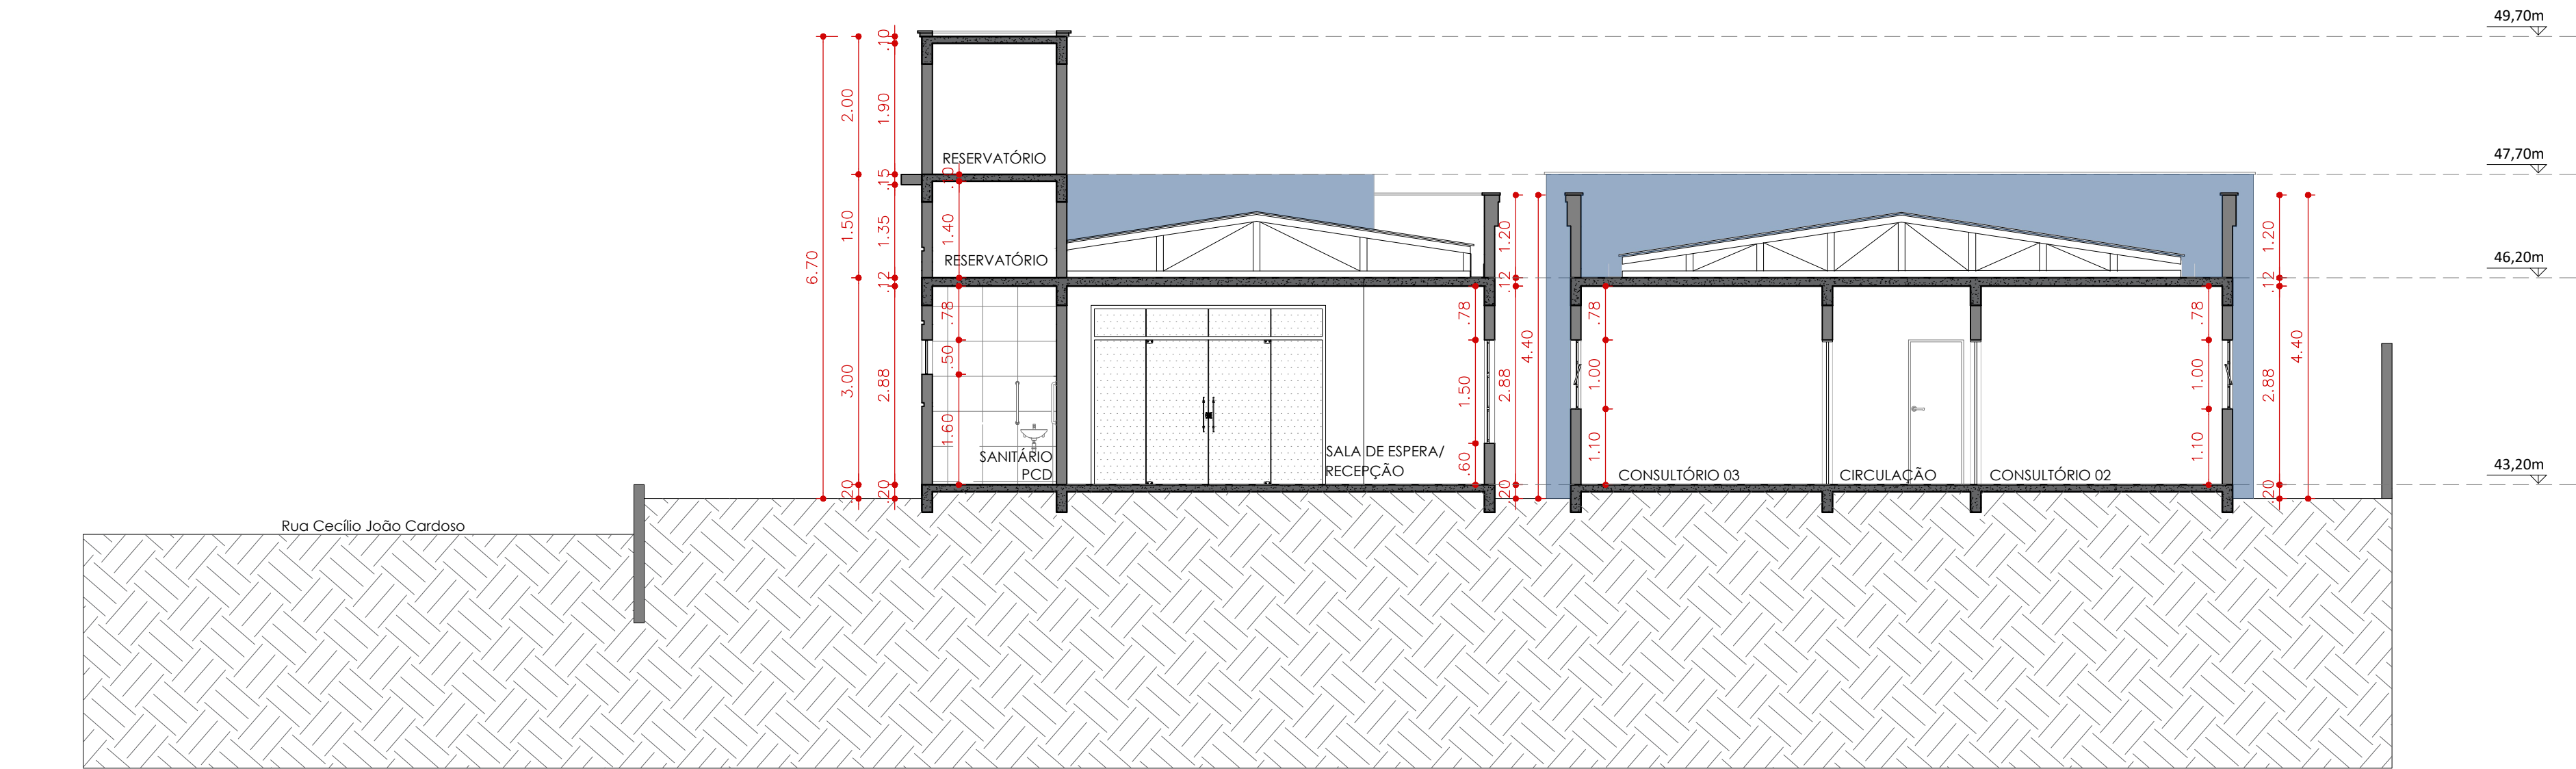 49,70m
.10
2.00
1.90
RESERVATÓRIO
47,70m
.15
.10
1.50
1.35
1.40
1.20
1.20
RESERVATÓRIO
6.70
46,20m
.12
.12
.12
.78
.78
.78
.78
.50
3.00
2.88
1.60
1.50
2.88
4.40
1.00
1.00
2.88
4.40
1.10
1.10
.60
SANITÁRIO
PCD
SALA DE ESPERA/
RECEPÇÃO
CONSULTÓRIO 03
CIRCULAÇÃO
CONSULTÓRIO 02
43,20m
.20
.20
.20
.20
Rua Cecílio João Cardoso